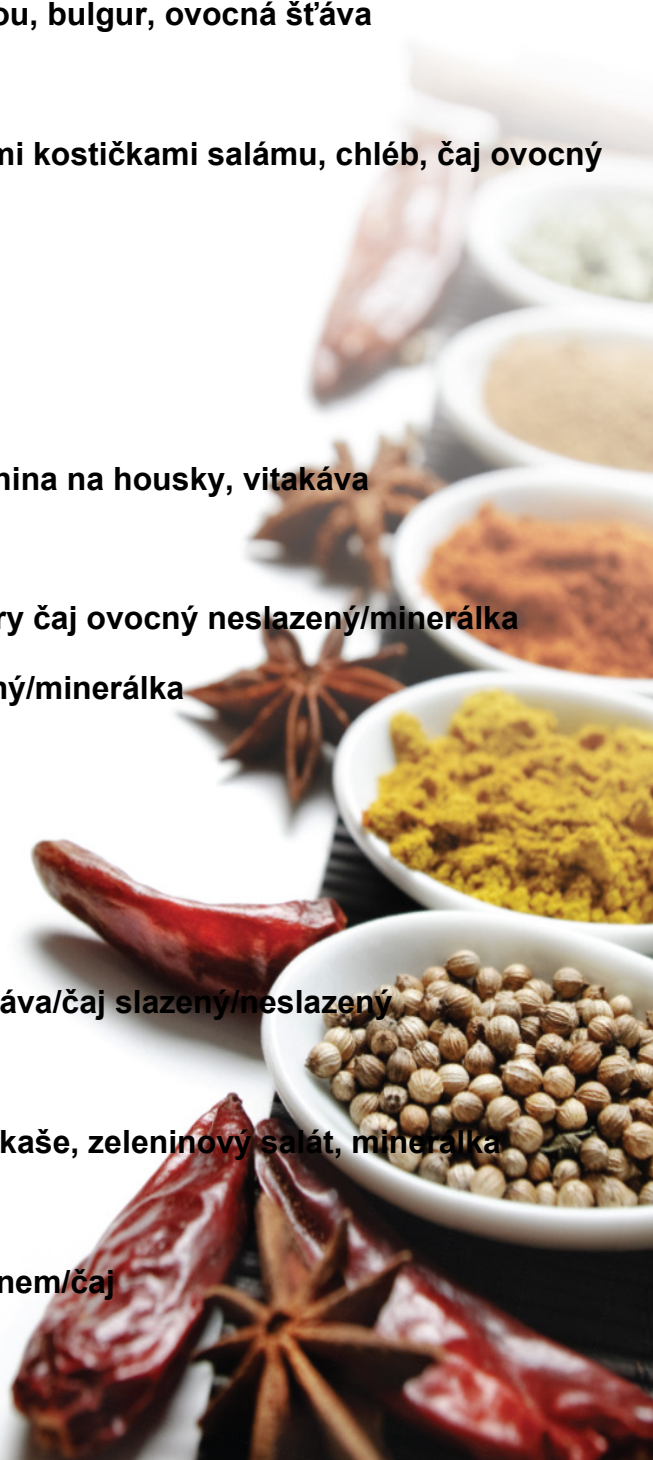 ou, bulgur, ovocná šťáva
mi kostičkami salámu, chléb, čaj ovocný
nina na housky, vitakáva
ry čaj ovocný neslazený/minerálka
ný/minerálka
áva/čaj slazený/neslazený
kaše, zeleninový salát, minerálka
nem/čaj